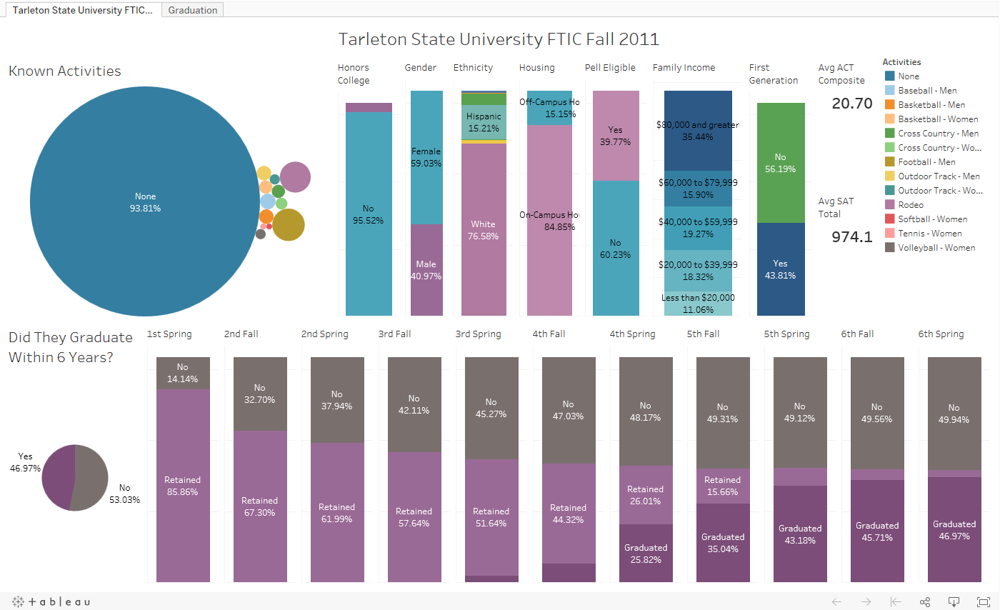 Tarleton State University FTIC...
Graduation
Tarleton State University FTIC Fall 2011
Known Activities
None
93.81%
Honors
College
No
95.52%
Gender
Female
59.03%
Male
40.97%
Ethnicity
Hispanic
15.21%
White
76.58%
Housing
Off-Campus Ho
15.15%
On-Campus Hou
84.85%
Pell Eligible
Yes
39.77%
No
60.23%
Family Income
$80,000 and greater
35.44%
$60,000 to $79,999
15.90%
$40,000 to $59,999
19.27%
$20,000 to $39,999
18.32%
Less than $20,000
11.06%
First
Generation
No
56.19%
Yes
43.81%
Avg ACT
Composite
20.70
Avg SAT
Total
974.1
Activities
None
Baseball - Men
Basketball - Men
Basketball - Women
Cross Country - Men
Cross Country - Wo...
Football - Men
Outdoor Track - Men
Outdoor Track - Wo...
Rodeo
Softball - Women
Tennis - Women
Volleyball - Women
Did They Graduate
Within 6 Years?
Yes
46.97%
No
53.03%
1st Spring
No
14.14%
Retained
85.86%
2nd Fall
No
32.70%
Retained
67.30%
2nd Spring
No
37.94%
Retained
61.99%
3rd Fall
No
42.11%
Retained
57.64%
3rd Spring
No
45.27%
Retained
51.64%
4th Fall
No
47.03%
Retained
44.32%
4th Spring
No
48.17%
Retained
26.01%
Graduated
25.82%
5th Fall
No
49.31%
Retained
15.66%
Graduated
35.04%
5th Spring
No
49.12%
Graduated
43.18%
6th Fall
No
49.56%
Graduated
45.71%
6th Spring
No
49.94%
Graduated
46.97%
+ableau